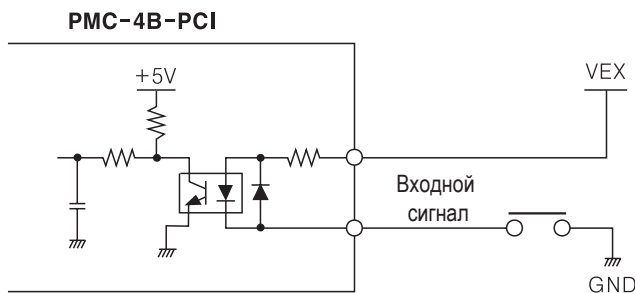 PMC-4B-PCI
+5V
VEX
Входной
сигнал
GND